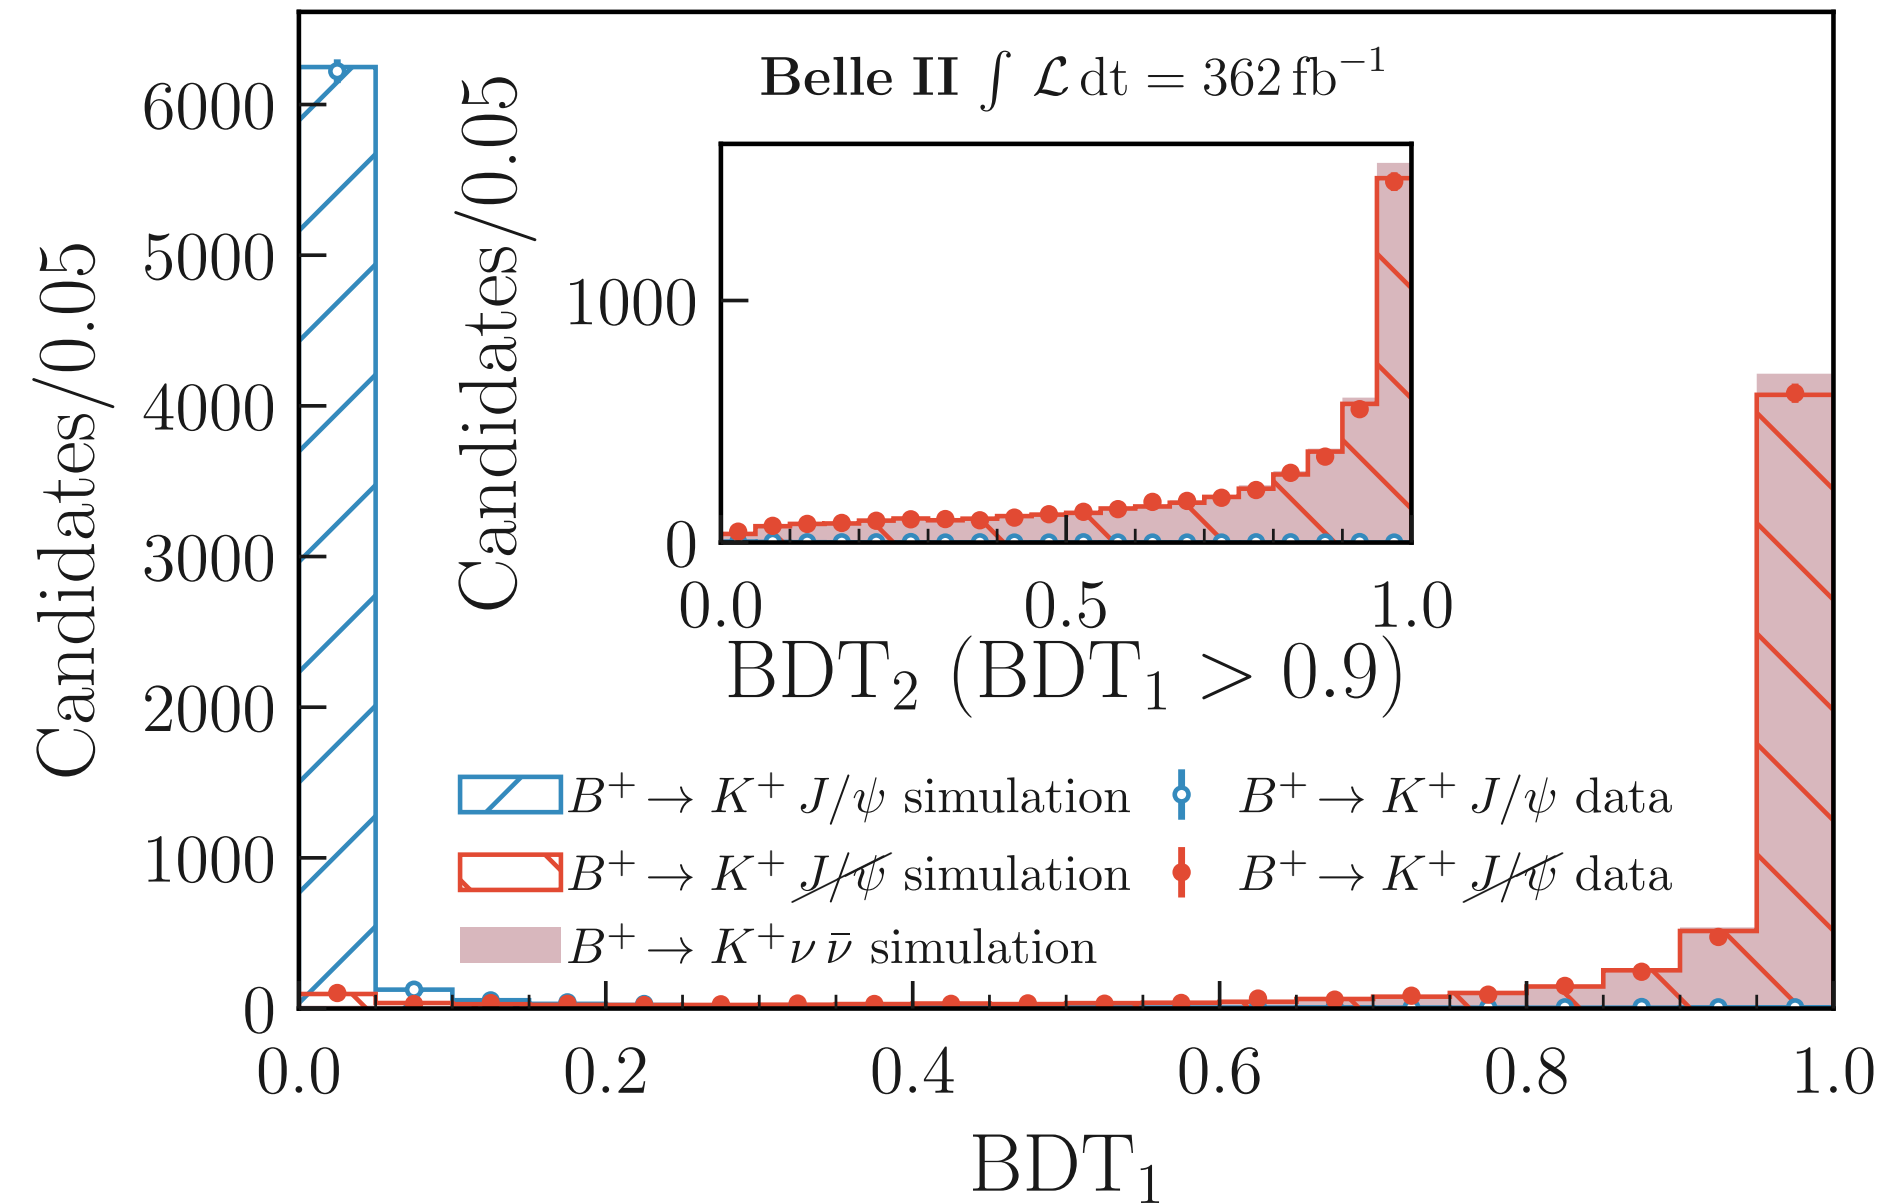 Belle II ∫ ℒ dt = 362 fb⁻¹
Candidates/0.05
6000
5000
4000
3000
2000
1000
0
Candidates/0.05
1000
0
0.0 0.5 1.0
BDT₂ (BDT₁ > 0.9)
B⁺ → K⁺ J/ψ simulation
B⁺ → K⁺ J̸/̸ψ̸ simulation
B⁺ → K⁺ν ν̄ simulation
B⁺ → K⁺ J/ψ data
B⁺ → K⁺ J̸/̸ψ̸ data
0.0 0.2 0.4 0.6 0.8 1.0
BDT₁